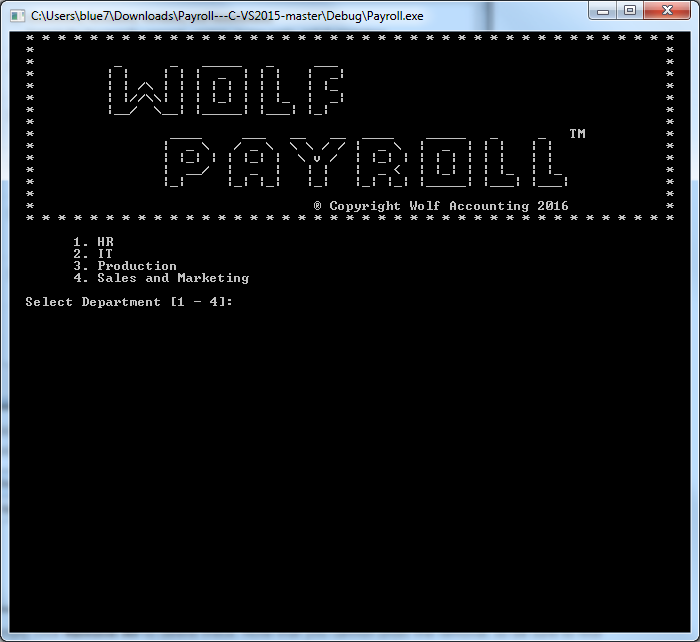 C:\Users\blue7\Downloads\Payroll---C-VS2015-master\Debug\Payroll.exe
WOLF
PAYROLL TM
® Copyright Wolf Accounting 2016
1. HR
2. IT
3. Production
4. Sales and Marketing
Select Department [1 - 4]: